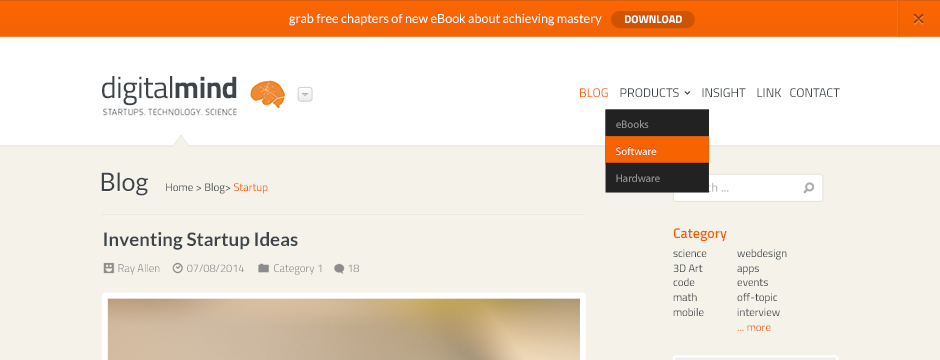 grab free chapters of new eBook about achieving mastery DOWNLOAD
digitalmind
STARTUPS. TECHNOLOGY. SCIENCE
BLOG PRODUCTS INSIGHT LINK CONTACT
eBooks
Software
Hardware
Blog Home > Blog> Startup
...
Inventing Startup Ideas
Ray Allen 07/08/2014 Category 1 18
Category
science webdesign
3D Art apps
code events
math off-topic
mobile interview
... more